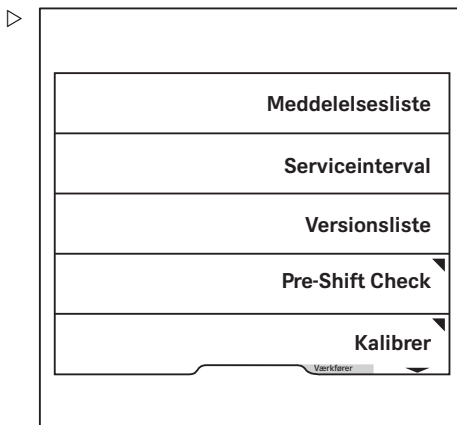 Meddelelsesliste
Serviceinterval
Versionsliste
Pre-Shift Check
Kalibrer
Værkfører